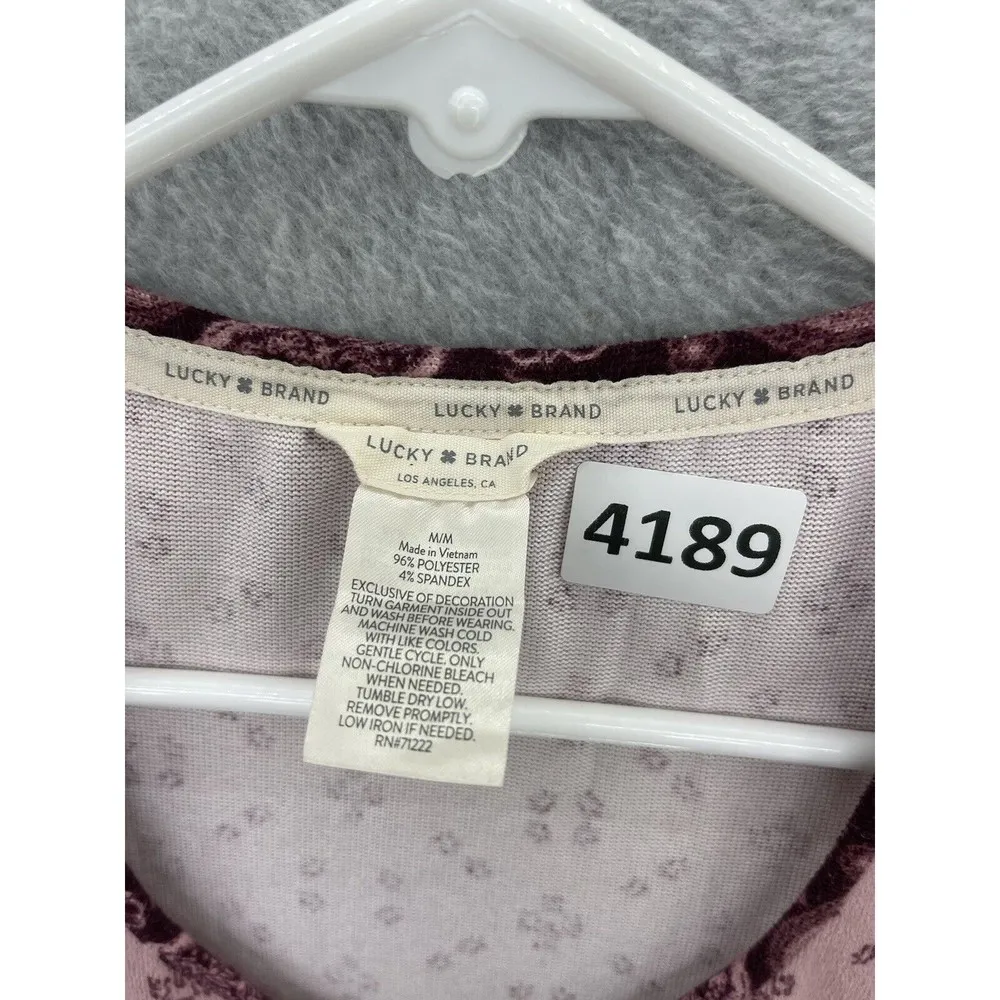 LUCKY BRAND
LUCKY BRAND
LUCKY BRAND
LUCKY BRAND
LOS ANGELES, CA
4189
M/M
Made in Vietnam
96% POLYESTER
4% SPANDEX
EXCLUSIVE OF DECORATION
TURN GARMENT INSIDE OUT
AND WASH BEFORE WEARING.
MACHINE WASH COLD
WITH LIKE COLORS.
GENTLE CYCLE. ONLY
NON-CHLORINE BLEACH
WHEN NEEDED.
TUMBLE DRY LOW.
REMOVE PROMPTLY.
LOW IRON IF NEEDED.
RN#71222